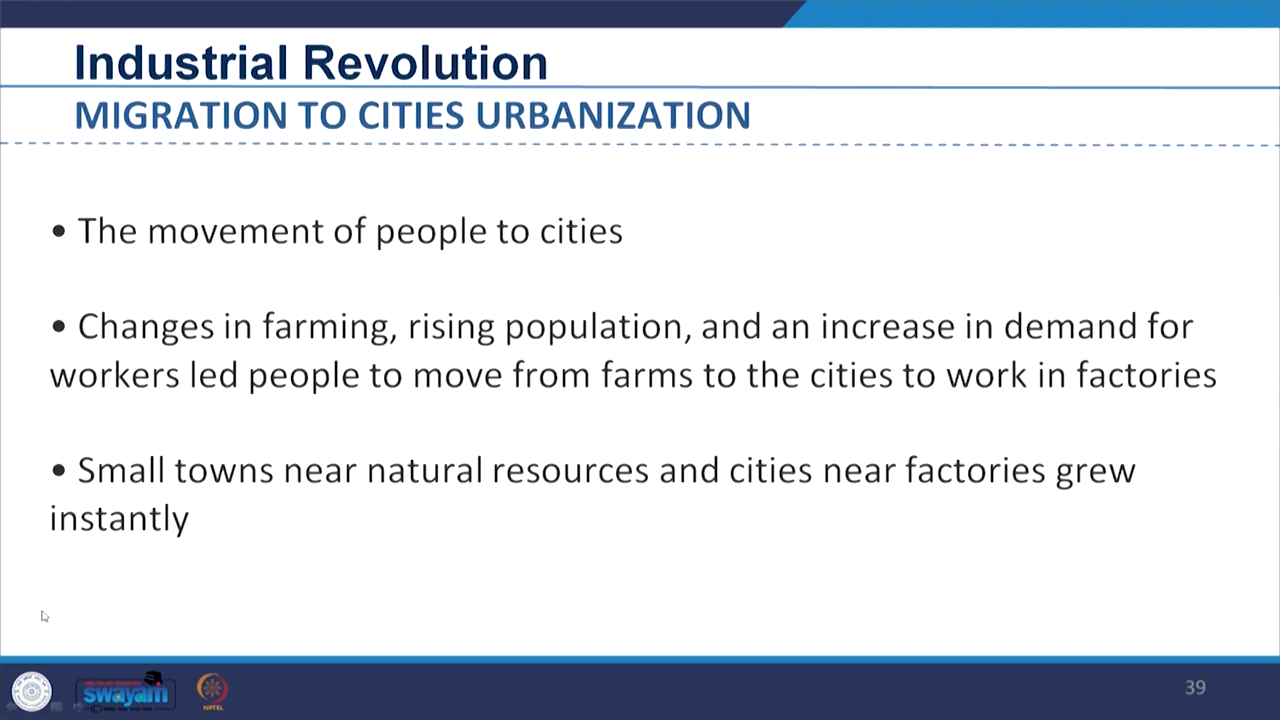 Industrial Revolution
MIGRATION TO CITIES URBANIZATION
• The movement of people to cities
• Changes in farming, rising population, and an increase in demand for
workers led people to move from farms to the cities to work in factories
• Small towns near natural resources and cities near factories grew
instantly
swayam
NPTEL
39